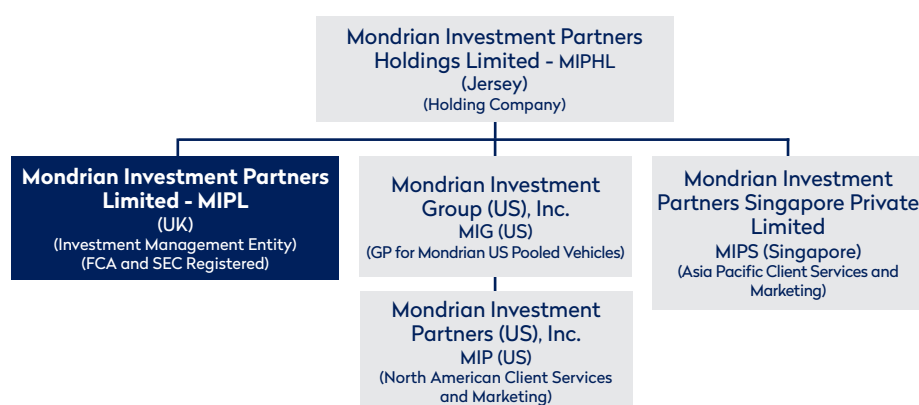 Mondrian Investment Partners
Holdings Limited - MIPHL
(Jersey)
(Holding Company)
Mondrian Investment Partners
Limited - MIPL
(UK)
(Investment Management Entity)
(FCA and SEC Registered)
Mondrian Investment
Group (US), Inc.
MIG (US)
(GP for Mondrian US Pooled Vehicles)
Mondrian Investment
Partners Singapore Private
Limited
MIPS (Singapore)
(Asia Pacific Client Services and
Marketing)
Mondrian Investment
Partners (US), Inc.
MIP (US)
(North American Client Services
and Marketing)